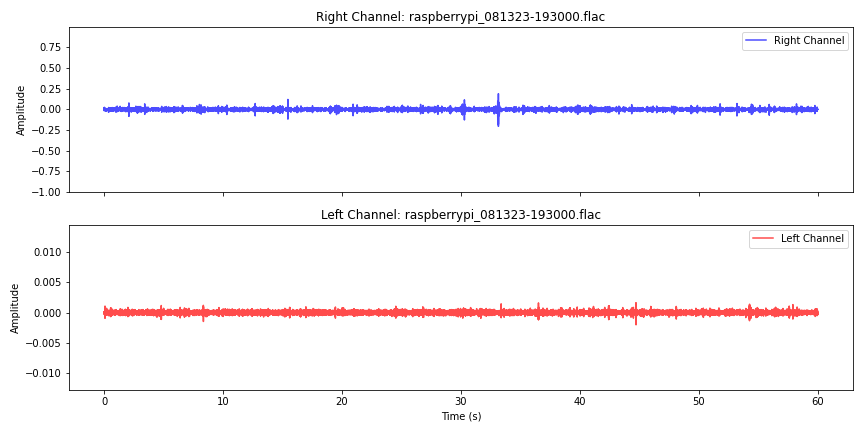 Right Channel: raspberrypi_081323-193000.flac
Right Channel
0.75
0.50
0.25
0.00
−0.25
−0.50
−0.75
−1.00
Amplitude
Left Channel: raspberrypi_081323-193000.flac
Left Channel
0.010
0.005
0.000
−0.005
−0.010
Amplitude
0 10 20 30 40 50 60
Time (s)